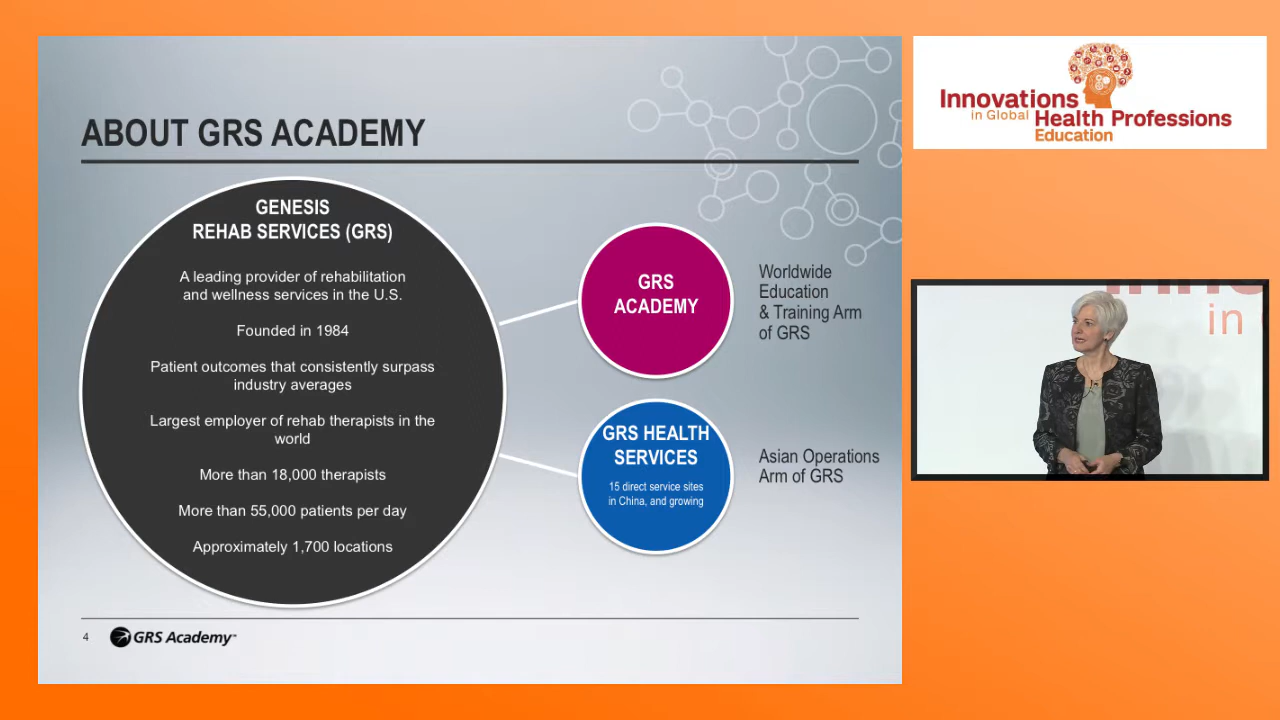 ABOUT GRS ACADEMY
GENESIS
REHAB SERVICES (GRS)
A leading provider of rehabilitation
and wellness services in the U.S.
Founded in 1984
Patient outcomes that consistently surpass
industry averages
Largest employer of rehab therapists in the
world
More than 18,000 therapists
More than 55,000 patients per day
Approximately 1,700 locations
GRS
ACADEMY
Worldwide
Education
& Training Arm
of GRS
GRS HEALTH
SERVICES
15 direct service sites
in China, and growing
Asian Operations
Arm of GRS
4
GRS Academy™
Innovations
in Global Health Professions
Education
in